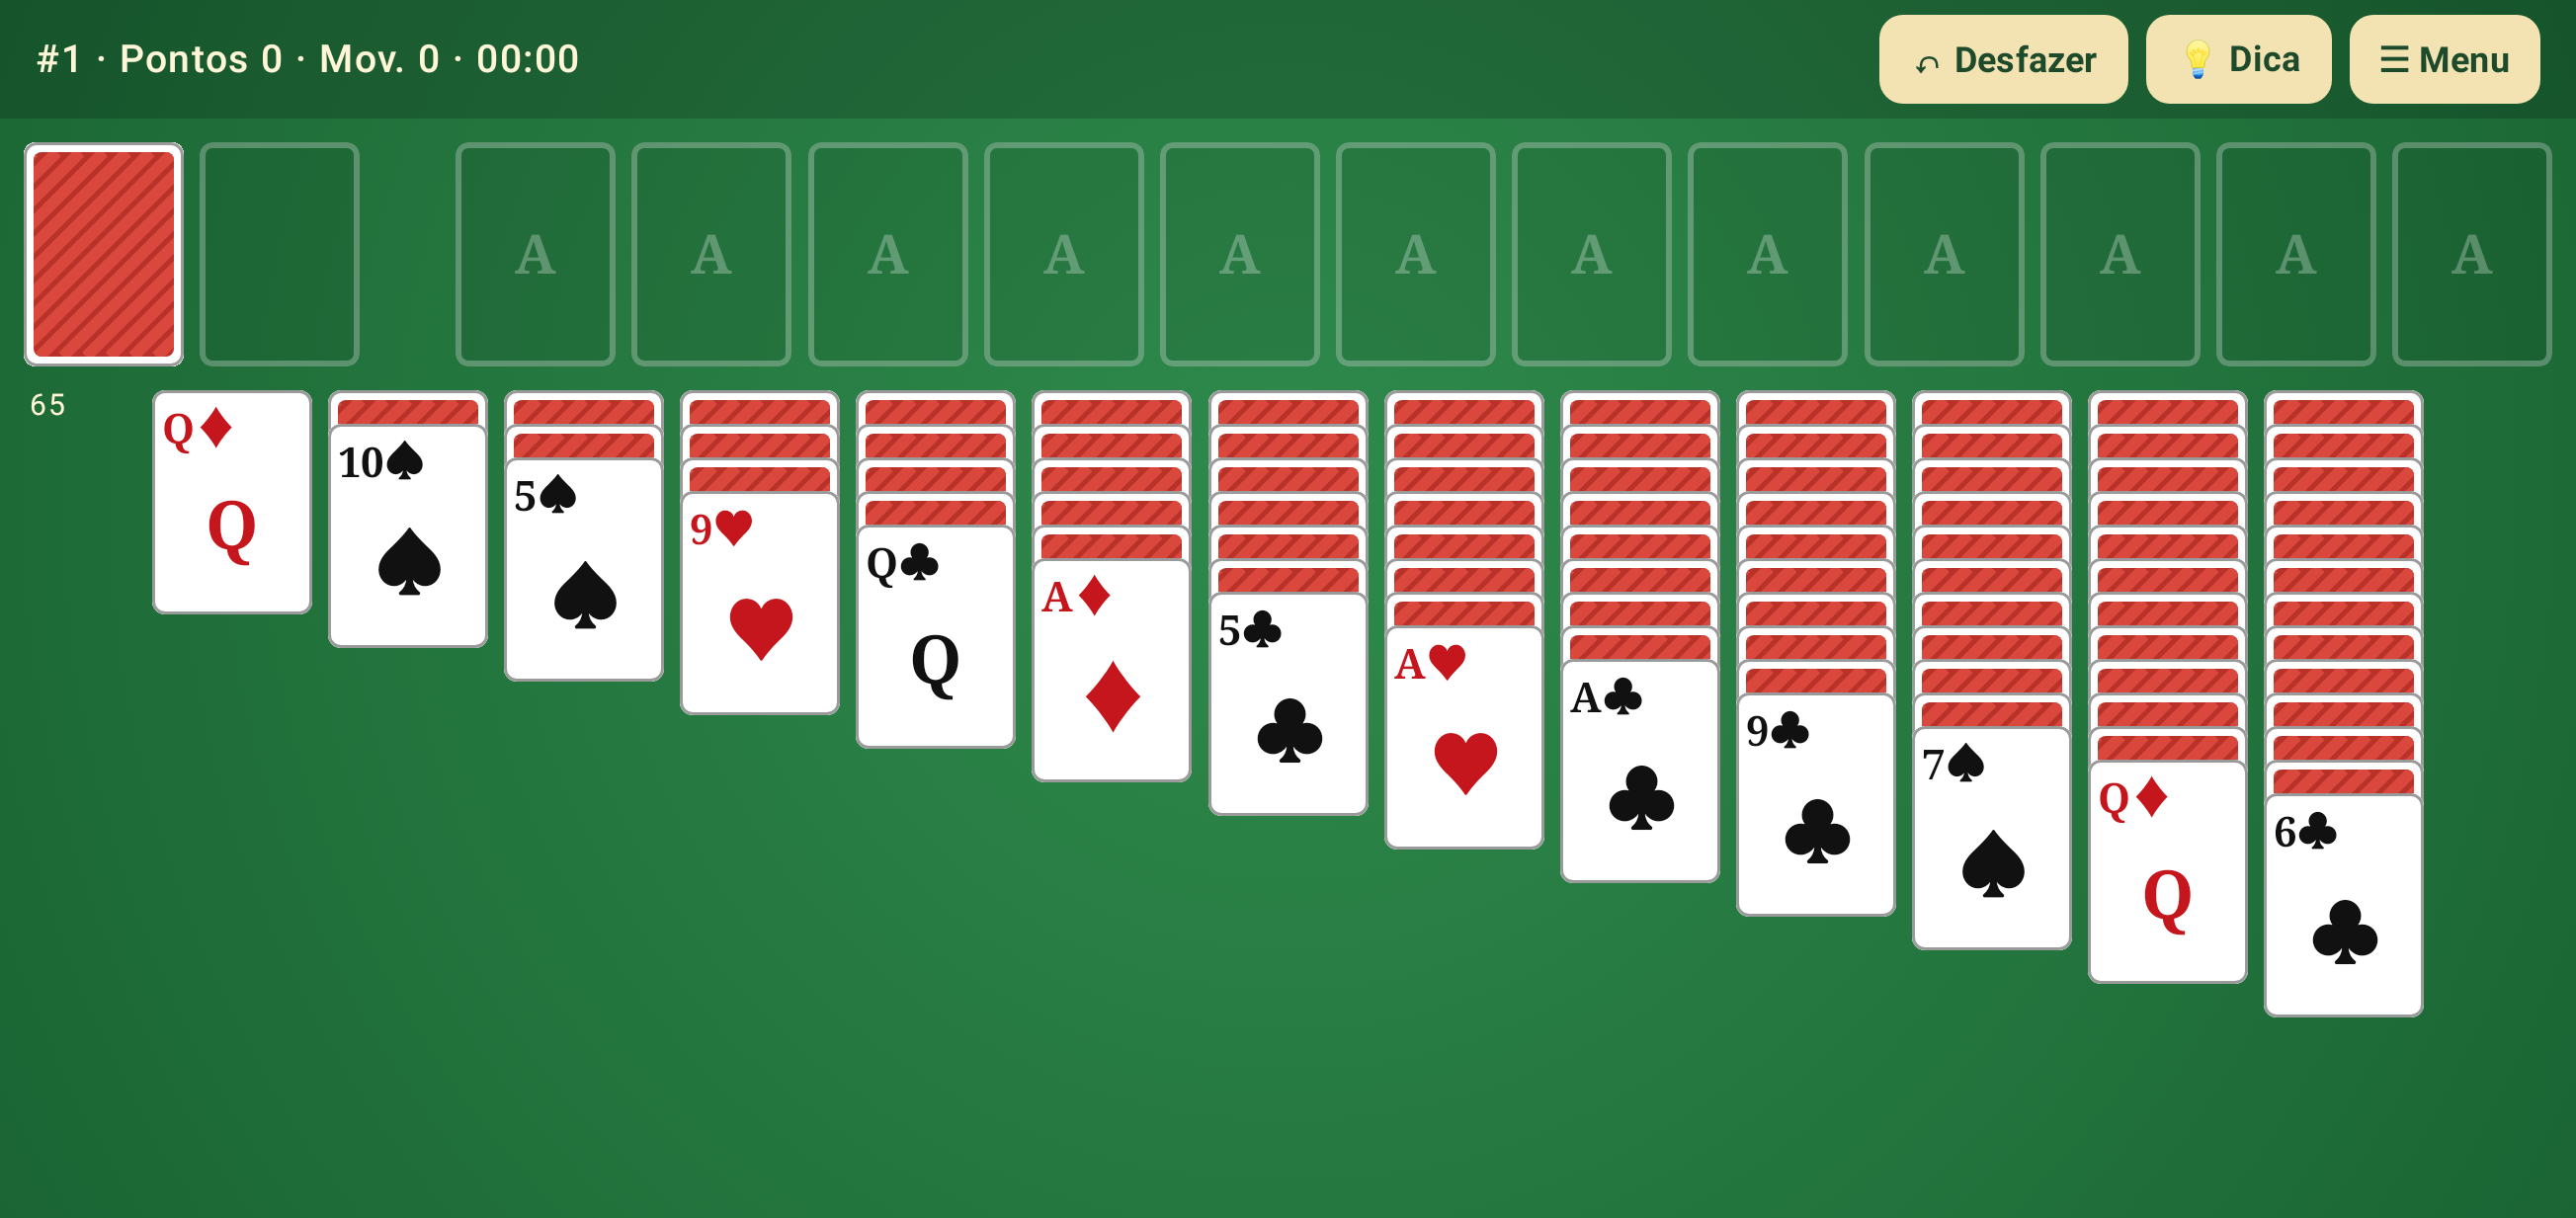 #1 · Pontos 0 · Mov. 0 · 00:00
Desfazer
Dica
Menu
A A A A A A A A A A A A
65
Q♦ Q
10♠
5♠
9♥
Q♣ Q
A♦
5♣
A♥
A♣
9♣
7♠
Q♦ Q
6♣